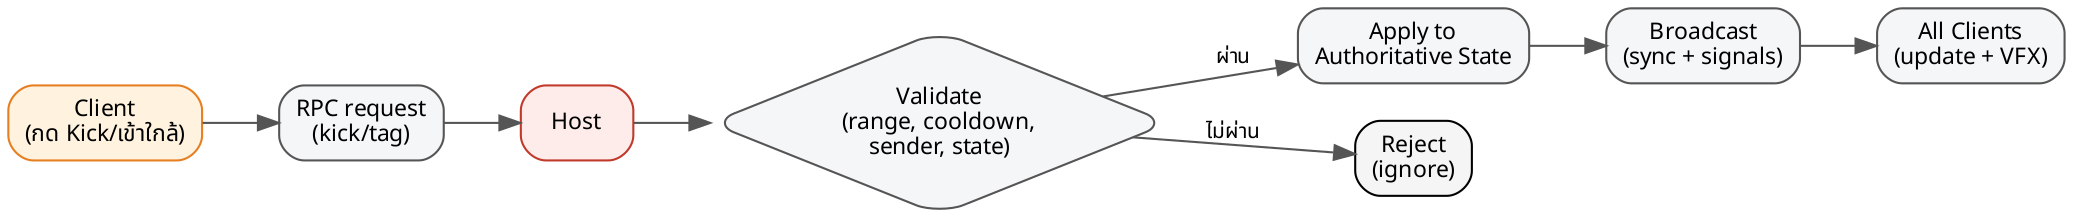 Client
(กด Kick/เข้าใกล้)
RPC request
(kick/tag)
Host
Validate
(range, cooldown,
sender, state)
ผ่าน
ไม่ผ่าน
Apply to
Authoritative State
Reject
(ignore)
Broadcast
(sync + signals)
All Clients
(update + VFX)